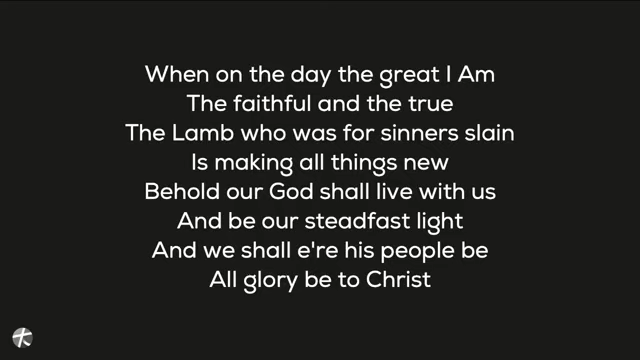 When on the day the great I Am
The faithful and the true
The Lamb who was for sinners slain
Is making all things new
Behold our God shall live with us
And be our steadfast light
And we shall e're his people be
All glory be to Christ